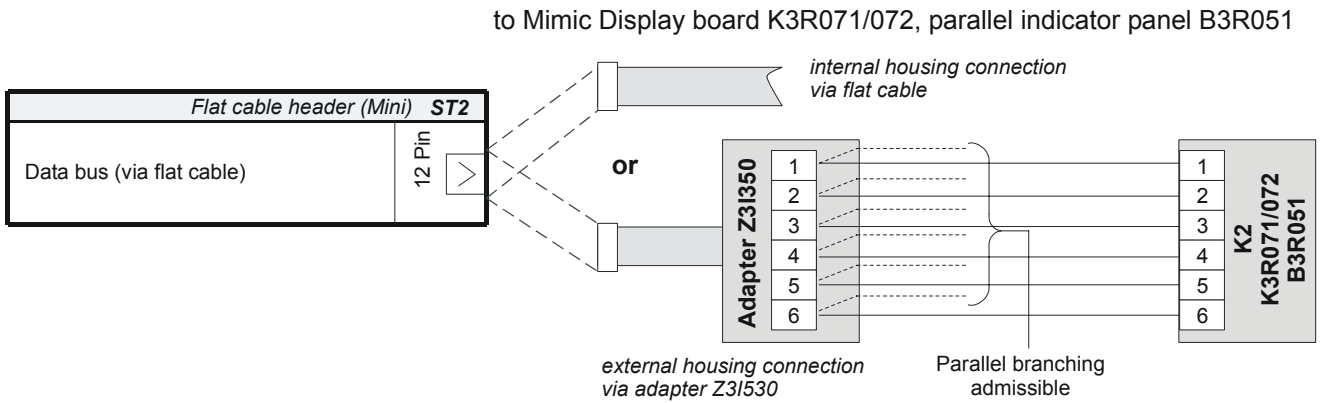 to Mimic Display board K3R071/072, parallel indicator panel B3R051
internal housing connection
via flat cable
Flat cable header (Mini) ST2
Data bus (via flat cable)
12 Pin
or
Adapter Z3I350
1
2
3
4
5
6
1
2
3
4
5
6
K2
K3R071/072
B3R051
external housing connection
via adapter Z3I530
Parallel branching
admissible